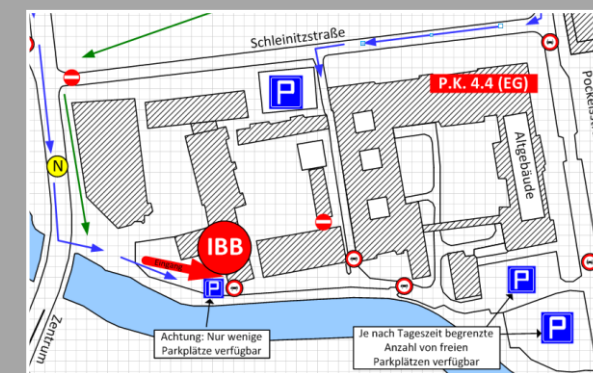 Schleinitzstraße
P
P.K. 4.4 (EG)
Pockelsstr
Altgebäude
N
IBB
Eingang
P
P
P
Zentrum
Achtung: Nur wenige
Parkplätze verfügbar
Je nach Tageszeit begrenzte
Anzahl von freien
Parkplätzen verfügbar